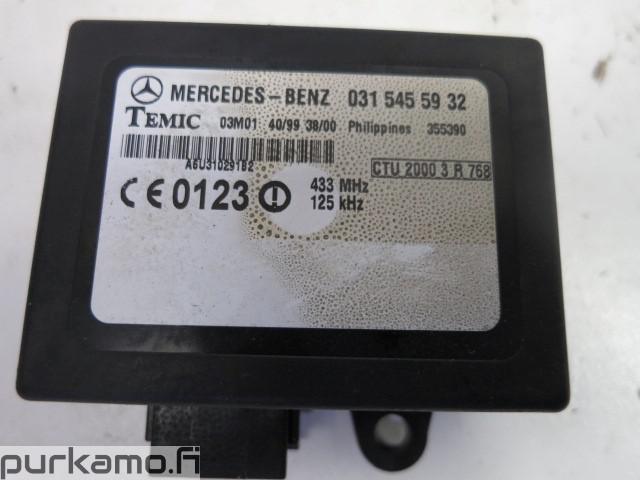 MERCEDES-BENZ 031 545 59 32
TEMIC 03M01 40/99 38/00 Philippines 355390
A6U31029182
CTU 2000 3 R 768
CE 0123 433 MHz
125 kHz
purkamo.fi